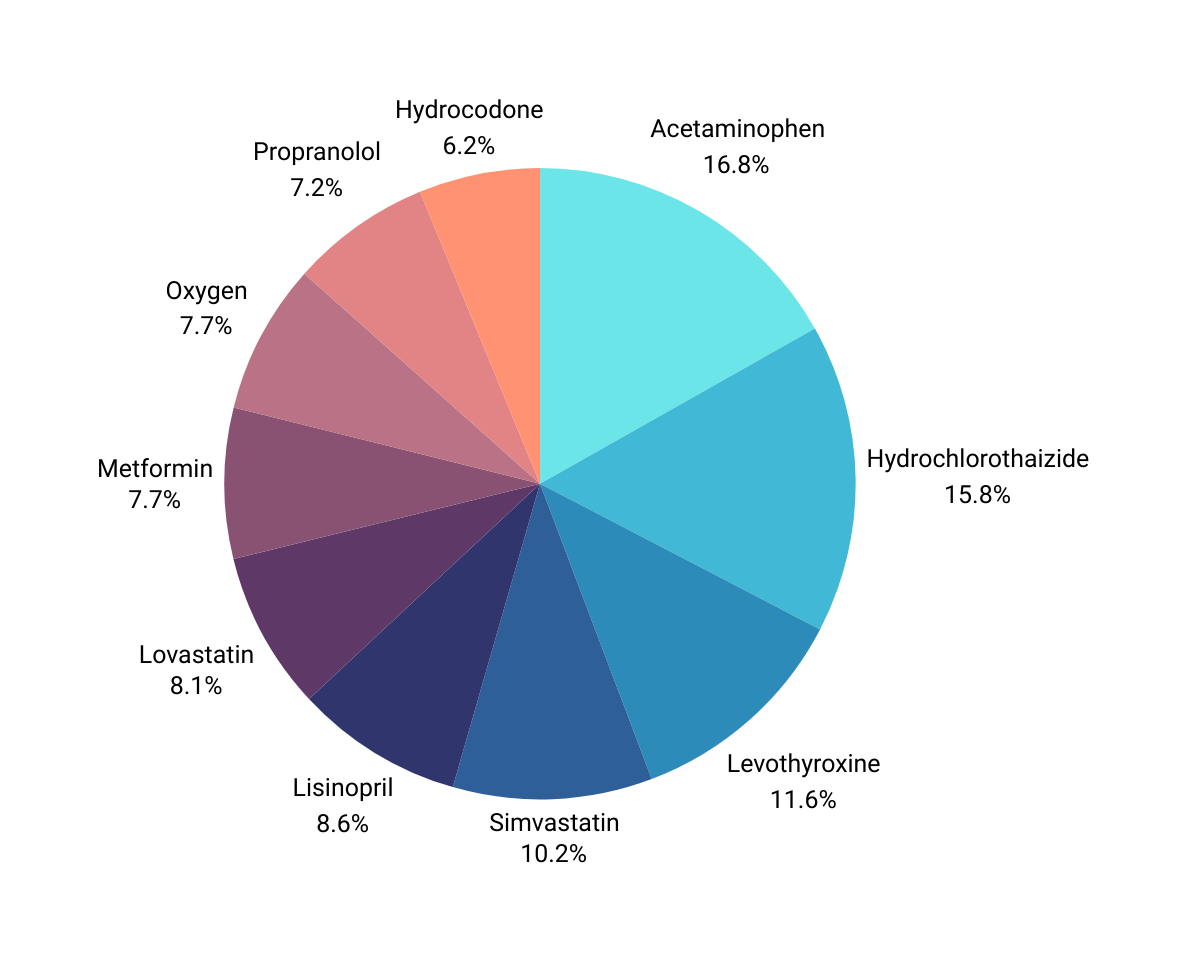 Hydrocodone
6.2%
Acetaminophen
16.8%
Propranolol
7.2%
Oxygen
7.7%
Hydrochlorothaizide
15.8%
Metformin
7.7%
Lovastatin
8.1%
Levothyroxine
11.6%
Lisinopril
8.6%
Simvastatin
10.2%